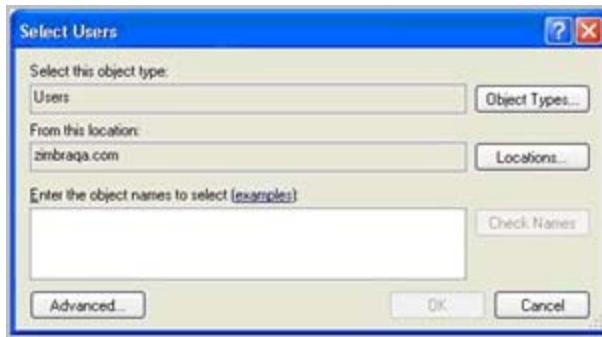 Select Users
Select this object type:
Users
Object Types...
From this location:
zimbraqa.com
Locations...
Enter the object names to select (examples):
Check Names
Advanced...
OK
Cancel